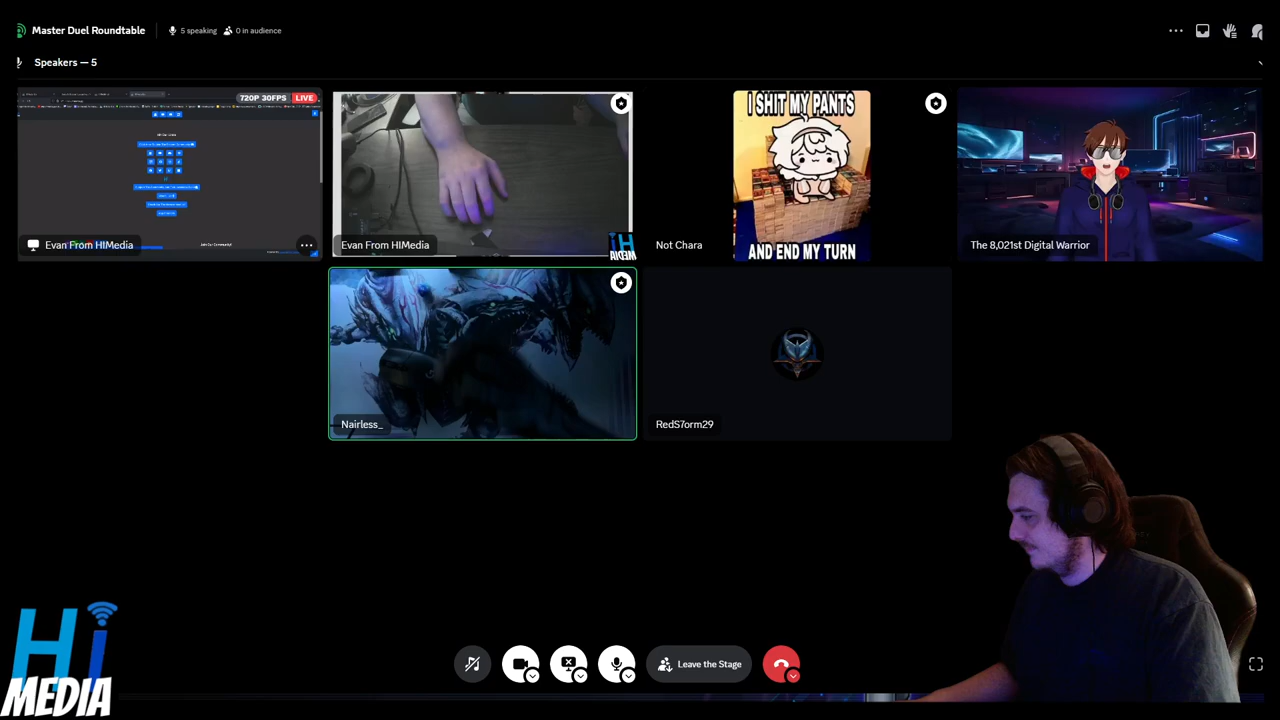 Master Duel Roundtable
5 speaking
0 in audience
Speakers — 5
720P 30FPS
LIVE
Evan From HIMedia
Evan From HIMedia
HI
MEDIA
I SHIT MY PANTS
AND END MY TURN
Not Chara
The 8,021st Digital Warrior
Nairless_
RedS7orm29
Leave the Stage
Hi
MEDIA